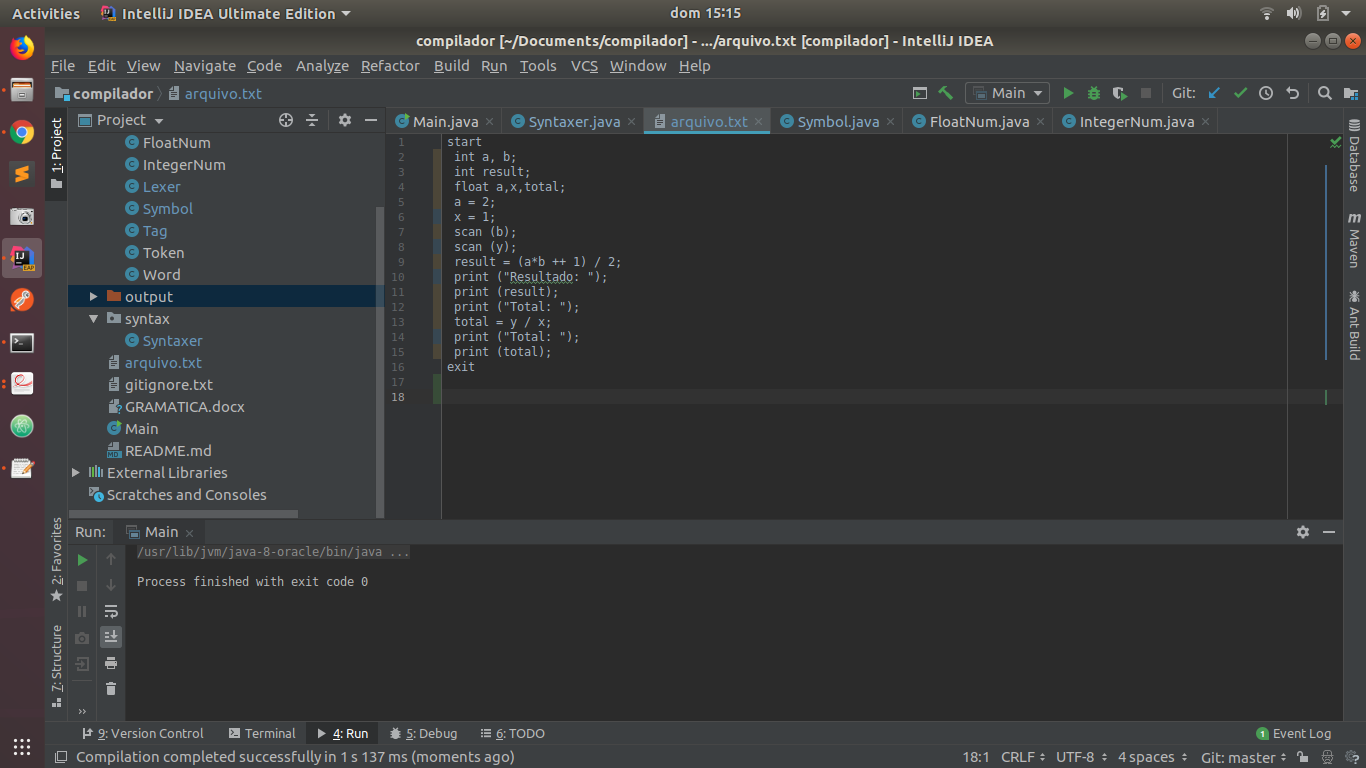 Activities IntelliJ IDEA Ultimate Edition dom 15:15
compilador [~/Documents/compilador] - .../arquivo.txt [compilador] - IntelliJ IDEA
File Edit View Navigate Code Analyze Refactor Build Run Tools VCS Window Help
compilador arquivo.txt Main Git:
1: Project
Project
FloatNum
IntegerNum
Lexer
Symbol
Tag
Token
Word
output
syntax
Syntaxer
arquivo.txt
gitignore.txt
GRAMATICA.docx
Main
README.md
External Libraries
Scratches and Consoles
Main.java Syntaxer.java arquivo.txt Symbol.java FloatNum.java IntegerNum.java
1 start
2 int a, b;
3 int result;
4 float a,x,total;
5 a = 2;
6 x = 1;
7 scan (b);
8 scan (y);
9 result = (a*b ++ 1) / 2;
10 print ("Resultado: ");
11 print (result);
12 print ("Total: ");
13 total = y / x;
14 print ("Total: ");
15 print (total);
16 exit
17
18
Database
Maven
Ant Build
2: Favorites
7: Structure
Run: Main
/usr/lib/jvm/java-8-oracle/bin/java ...
Process finished with exit code 0
9: Version Control Terminal 4: Run 5: Debug 6: TODO 1 Event Log
Compilation completed successfully in 1 s 137 ms (moments ago) 18:1 CRLF UTF-8 4 spaces Git: master